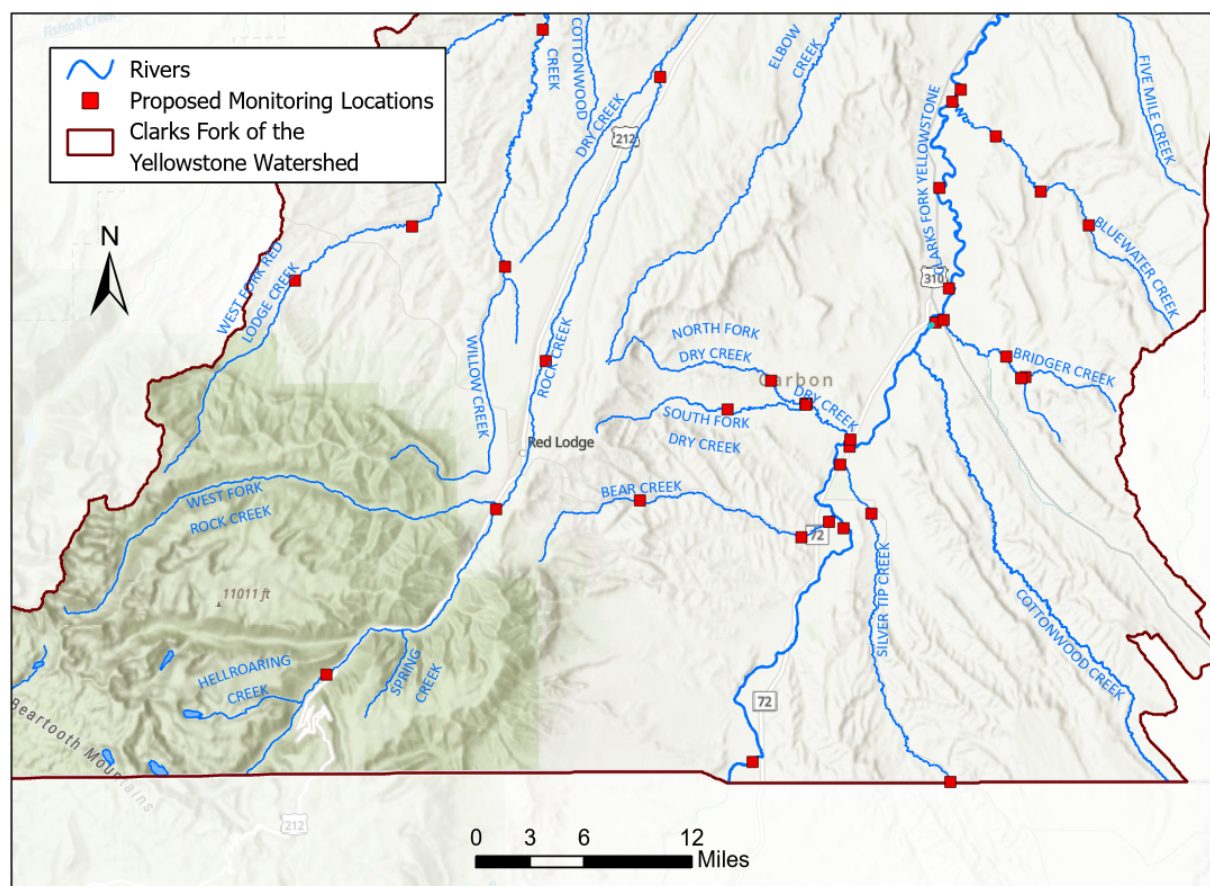 Fishtail Creek
Rivers
Proposed Monitoring Locations
Clarks Fork of the
Yellowstone Watershed
N
COTTONWOOD
CREEK
DRY CREEK
212
ELBOW
CREEK
FIVE MILE CREEK
CLARKS FORK YELLOWSTONE
310
BLUEWATER CREEK
WEST FORK RED
LODGE CREEK
WILLOW CREEK
ROCK CREEK
NORTH FORK
DRY CREEK
Carbon
DRY CREEK
BRIDGER CREEK
SOUTH FORK
DRY CREEK
Red Lodge
WEST FORK
ROCK CREEK
BEAR CREEK
72
11011 ft
SILVER TIP CREEK
COTTONWOOD CREEK
HELLROARING
CREEK
SPRING
CREEK
72
Beartooth Mountains
212
0 3 6 12
Miles